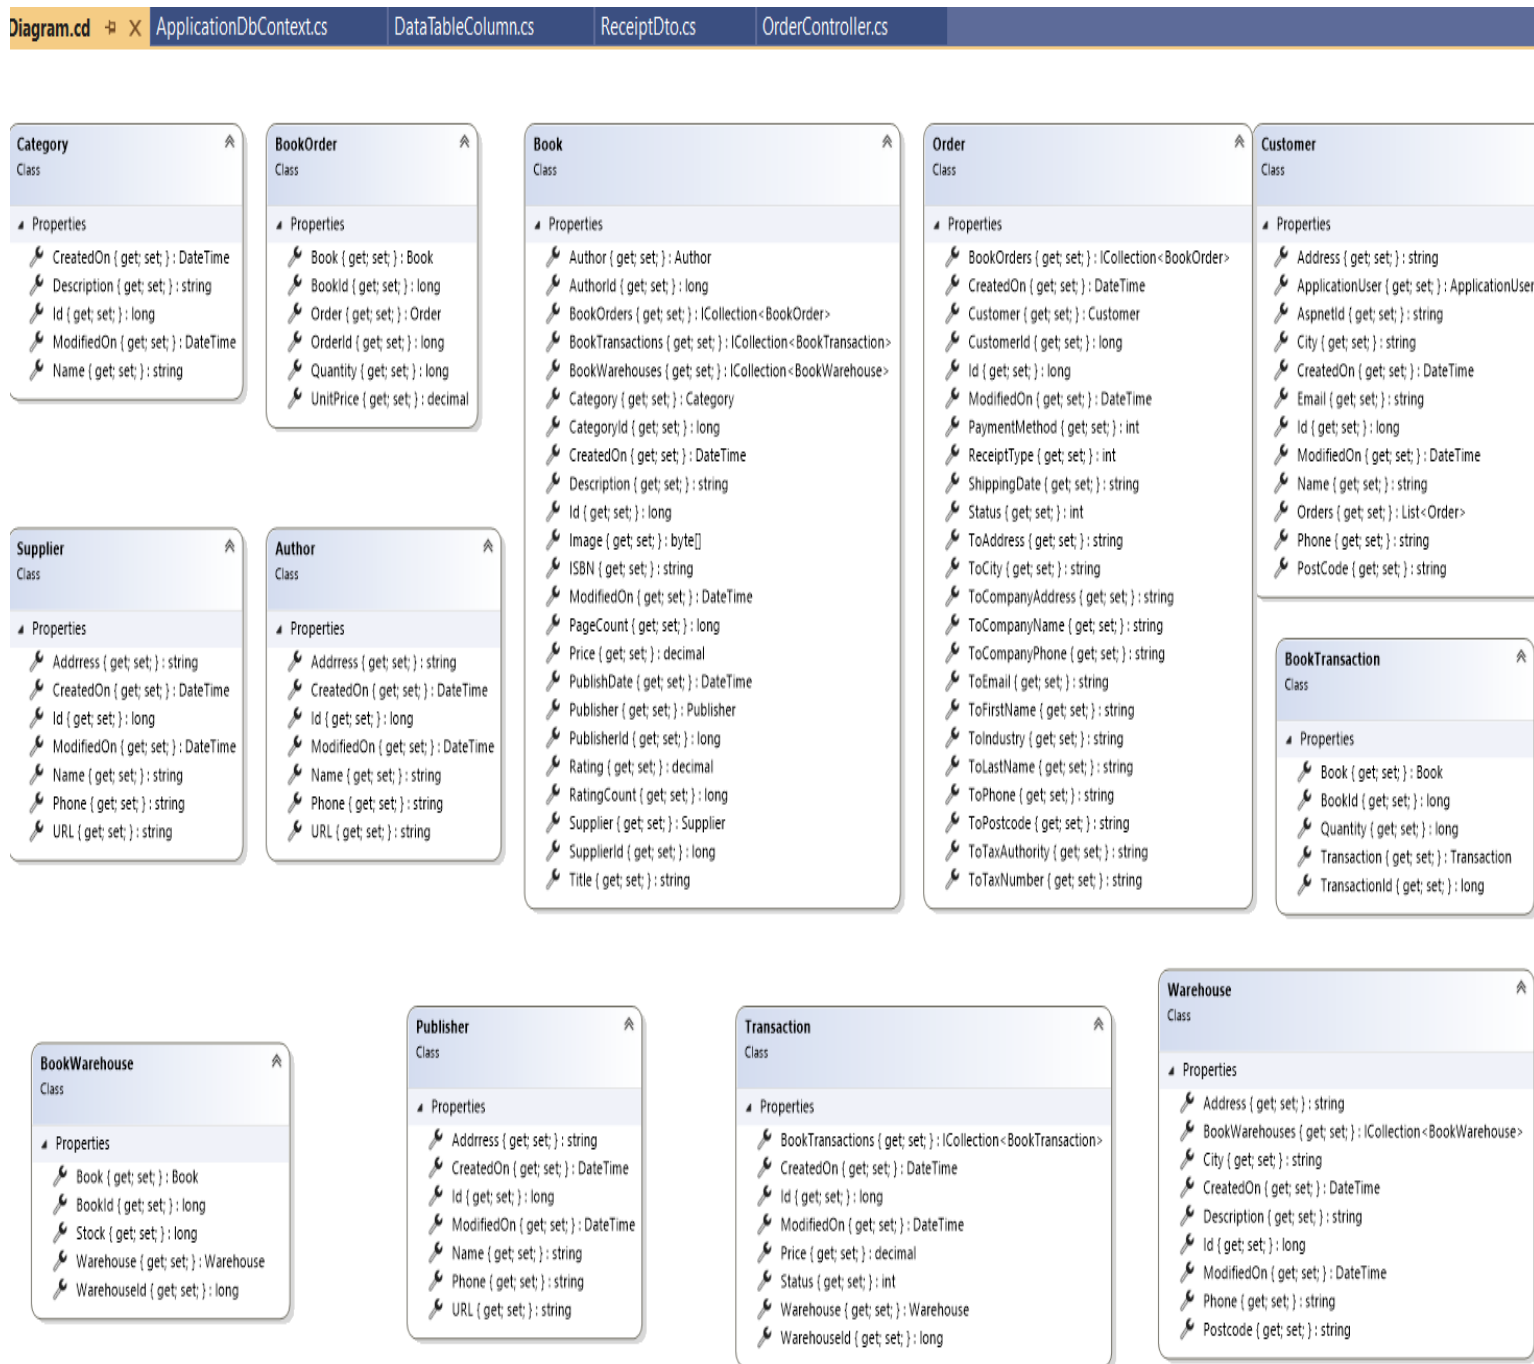 Diagram.cd
ApplicationDbContext.cs
DataTableColumn.cs
ReceiptDto.cs
OrderController.cs
Category
Class
Properties
CreatedOn { get; set; } : DateTime
Description { get; set; } : string
Id { get; set; } : long
ModifiedOn { get; set; } : DateTime
Name { get; set; } : string
BookOrder
Class
Properties
Book { get; set; } : Book
BookId { get; set; } : long
Order { get; set; } : Order
OrderId { get; set; } : long
Quantity { get; set; } : long
UnitPrice { get; set; } : decimal
Book
Class
Properties
Author { get; set; } : Author
AuthorId { get; set; } : long
BookOrders { get; set; } : ICollection<BookOrder>
BookTransactions { get; set; } : ICollection<BookTransaction>
BookWarehouses { get; set; } : ICollection<BookWarehouse>
Category { get; set; } : Category
CategoryId { get; set; } : long
CreatedOn { get; set; } : DateTime
Description { get; set; } : string
Id { get; set; } : long
Image { get; set; } : byte[]
ISBN { get; set; } : string
ModifiedOn { get; set; } : DateTime
PageCount { get; set; } : long
Price { get; set; } : decimal
PublishDate { get; set; } : DateTime
Publisher { get; set; } : Publisher
PublisherId { get; set; } : long
Rating { get; set; } : decimal
RatingCount { get; set; } : long
Supplier { get; set; } : Supplier
SupplierId { get; set; } : long
Title { get; set; } : string
Order
Class
Properties
BookOrders { get; set; } : ICollection<BookOrder>
CreatedOn { get; set; } : DateTime
Customer { get; set; } : Customer
CustomerId { get; set; } : long
Id { get; set; } : long
ModifiedOn { get; set; } : DateTime
PaymentMethod { get; set; } : int
ReceiptType { get; set; } : int
ShippingDate { get; set; } : string
Status { get; set; } : int
ToAddress { get; set; } : string
ToCity { get; set; } : string
ToCompanyAddress { get; set; } : string
ToCompanyName { get; set; } : string
ToCompanyPhone { get; set; } : string
ToEmail { get; set; } : string
ToFirstName { get; set; } : string
ToIndustry { get; set; } : string
ToLastName { get; set; } : string
ToPhone { get; set; } : string
ToPostcode { get; set; } : string
ToTaxAuthority { get; set; } : string
ToTaxNumber { get; set; } : string
Customer
Class
Properties
Address { get; set; } : string
ApplicationUser { get; set; } : ApplicationUser
AspnetId { get; set; } : string
City { get; set; } : string
CreatedOn { get; set; } : DateTime
Email { get; set; } : string
Id { get; set; } : long
ModifiedOn { get; set; } : DateTime
Name { get; set; } : string
Orders { get; set; } : List<Order>
Phone { get; set; } : string
PostCode { get; set; } : string
Supplier
Class
Properties
Addrress { get; set; } : string
CreatedOn { get; set; } : DateTime
Id { get; set; } : long
ModifiedOn { get; set; } : DateTime
Name { get; set; } : string
Phone { get; set; } : string
URL { get; set; } : string
Author
Class
Properties
Addrress { get; set; } : string
CreatedOn { get; set; } : DateTime
Id { get; set; } : long
ModifiedOn { get; set; } : DateTime
Name { get; set; } : string
Phone { get; set; } : string
URL { get; set; } : string
BookTransaction
Class
Properties
Book { get; set; } : Book
BookId { get; set; } : long
Quantity { get; set; } : long
Transaction { get; set; } : Transaction
TransactionId { get; set; } : long
BookWarehouse
Class
Properties
Book { get; set; } : Book
BookId { get; set; } : long
Stock { get; set; } : long
Warehouse { get; set; } : Warehouse
WarehouseId { get; set; } : long
Publisher
Class
Properties
Addrress { get; set; } : string
CreatedOn { get; set; } : DateTime
Id { get; set; } : long
ModifiedOn { get; set; } : DateTime
Name { get; set; } : string
Phone { get; set; } : string
URL { get; set; } : string
Transaction
Class
Properties
BookTransactions { get; set; } : ICollection<BookTransaction>
CreatedOn { get; set; } : DateTime
Id { get; set; } : long
ModifiedOn { get; set; } : DateTime
Price { get; set; } : decimal
Status { get; set; } : int
Warehouse { get; set; } : Warehouse
WarehouseId { get; set; } : long
Warehouse
Class
Properties
Address { get; set; } : string
BookWarehouses { get; set; } : ICollection<BookWarehouse>
City { get; set; } : string
CreatedOn { get; set; } : DateTime
Description { get; set; } : string
Id { get; set; } : long
ModifiedOn { get; set; } : DateTime
Phone { get; set; } : string
Postcode { get; set; } : string